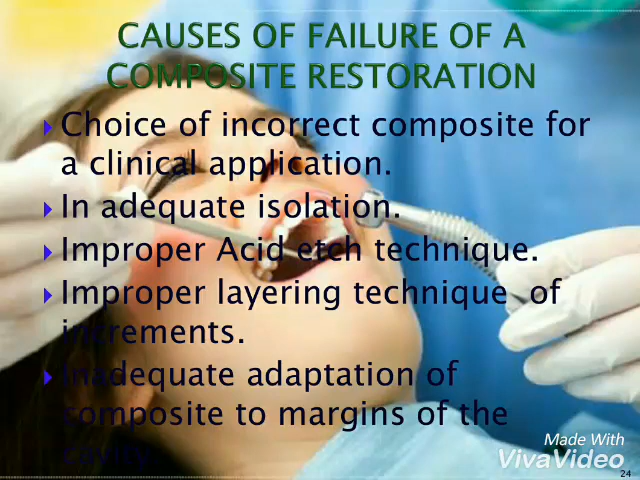 CAUSES OF FAILURE OF A
COMPOSITE RESTORATION
Choice of incorrect composite for
a clinical application.
In adequate isolation.
Improper Acid etch technique.
Improper layering technique of
increments.
Inadequate adaptation of
composite to margins of the
cavity.
Made With
VivaVideo
24